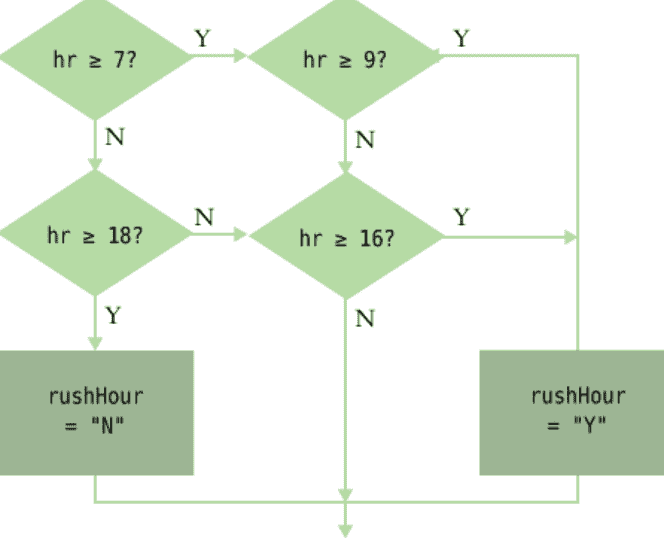 hr ≥ 7?
Y
hr ≥ 9?
Y
N
N
hr ≥ 18?
N
hr ≥ 16?
Y
Y
N
rushHour
= "N"
rushHour
= "Y"